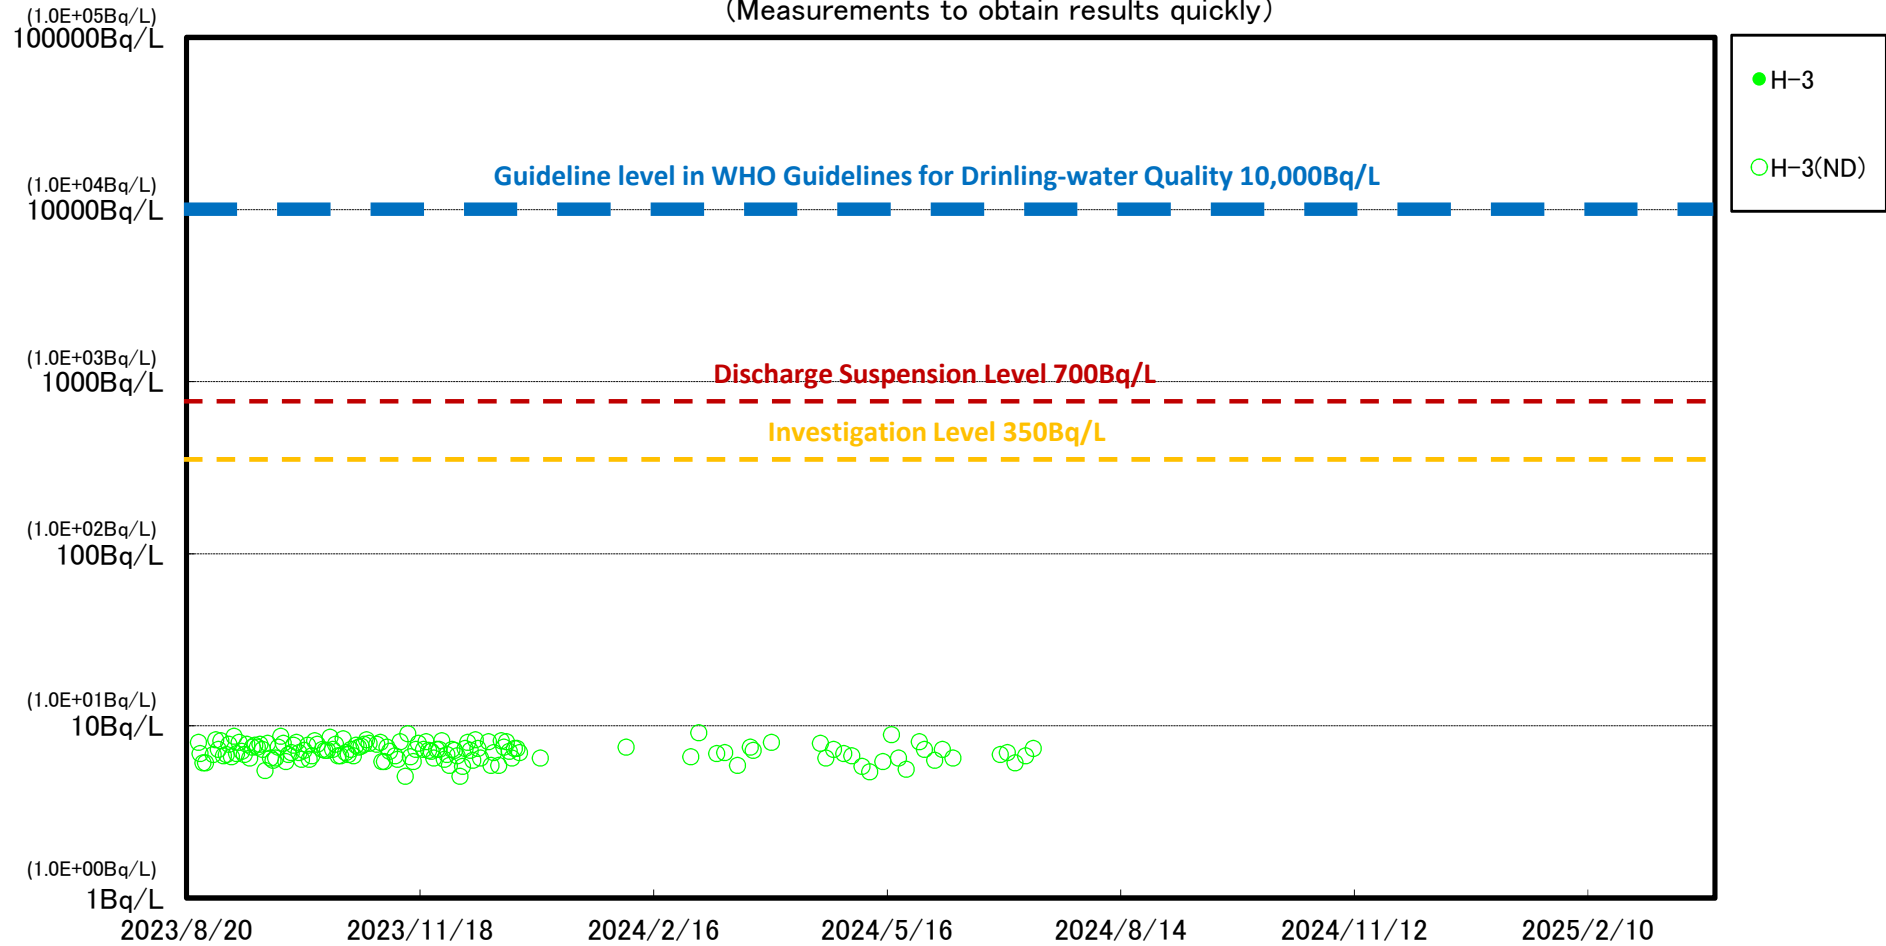 (Measurements to obtain results quickly)
(1.0E+05Bq/L)
100000Bq/L
H-3
H-3(ND)
Guideline level in WHO Guidelines for Drinling-water Quality 10,000Bq/L
(1.0E+04Bq/L)
10000Bq/L
(1.0E+03Bq/L)
1000Bq/L
Discharge Suspension Level 700Bq/L
Investigation Level 350Bq/L
(1.0E+02Bq/L)
100Bq/L
(1.0E+01Bq/L)
10Bq/L
(1.0E+00Bq/L)
1Bq/L
2023/8/20 2023/11/18 2024/2/16 2024/5/16 2024/8/14 2024/11/12 2025/2/10